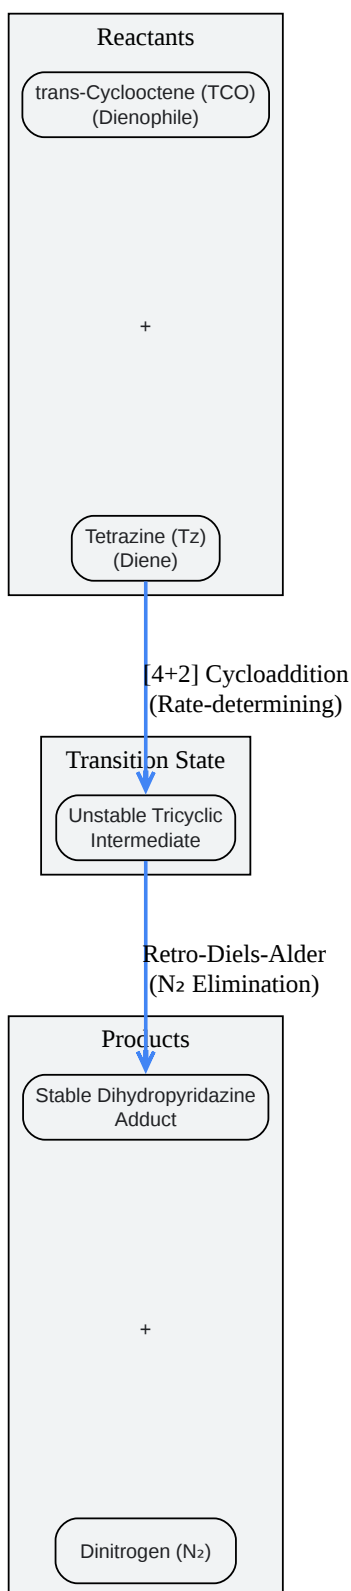 Reactants
trans-Cyclooctene (TCO)
(Dienophile)
+
Tetrazine (Tz)
(Diene)
[4+2] Cycloaddition
(Rate-determining)
Transition State
Unstable Tricyclic
Intermediate
Retro-Diels-Alder
(N₂ Elimination)
Products
Stable Dihydropyridazine
Adduct
+
Dinitrogen (N₂)